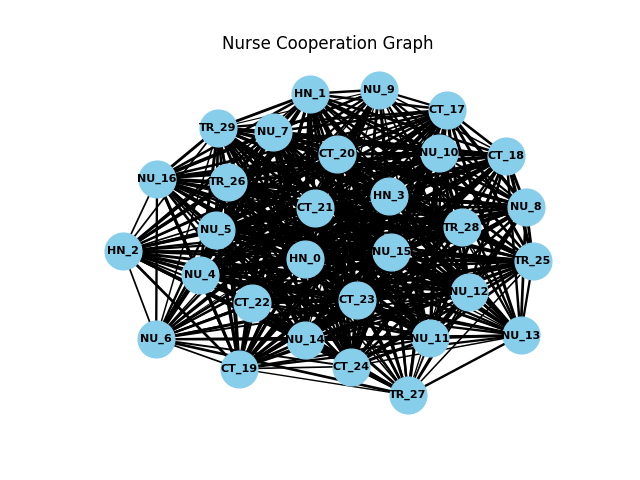 Nurse Cooperation Graph
HN_1
NU_9
CT_17
TR_29
NU_7
CT_20
NU_10
CT_18
NU_16
TR_26
HN_3
CT_21
NU_8
NU_5
TR_28
HN_2
HN_0
NU_15
TR_25
NU_4
NU_12
CT_22
CT_23
NU_6
NU_14
NU_11
NU_13
CT_19
CT_24
TR_27